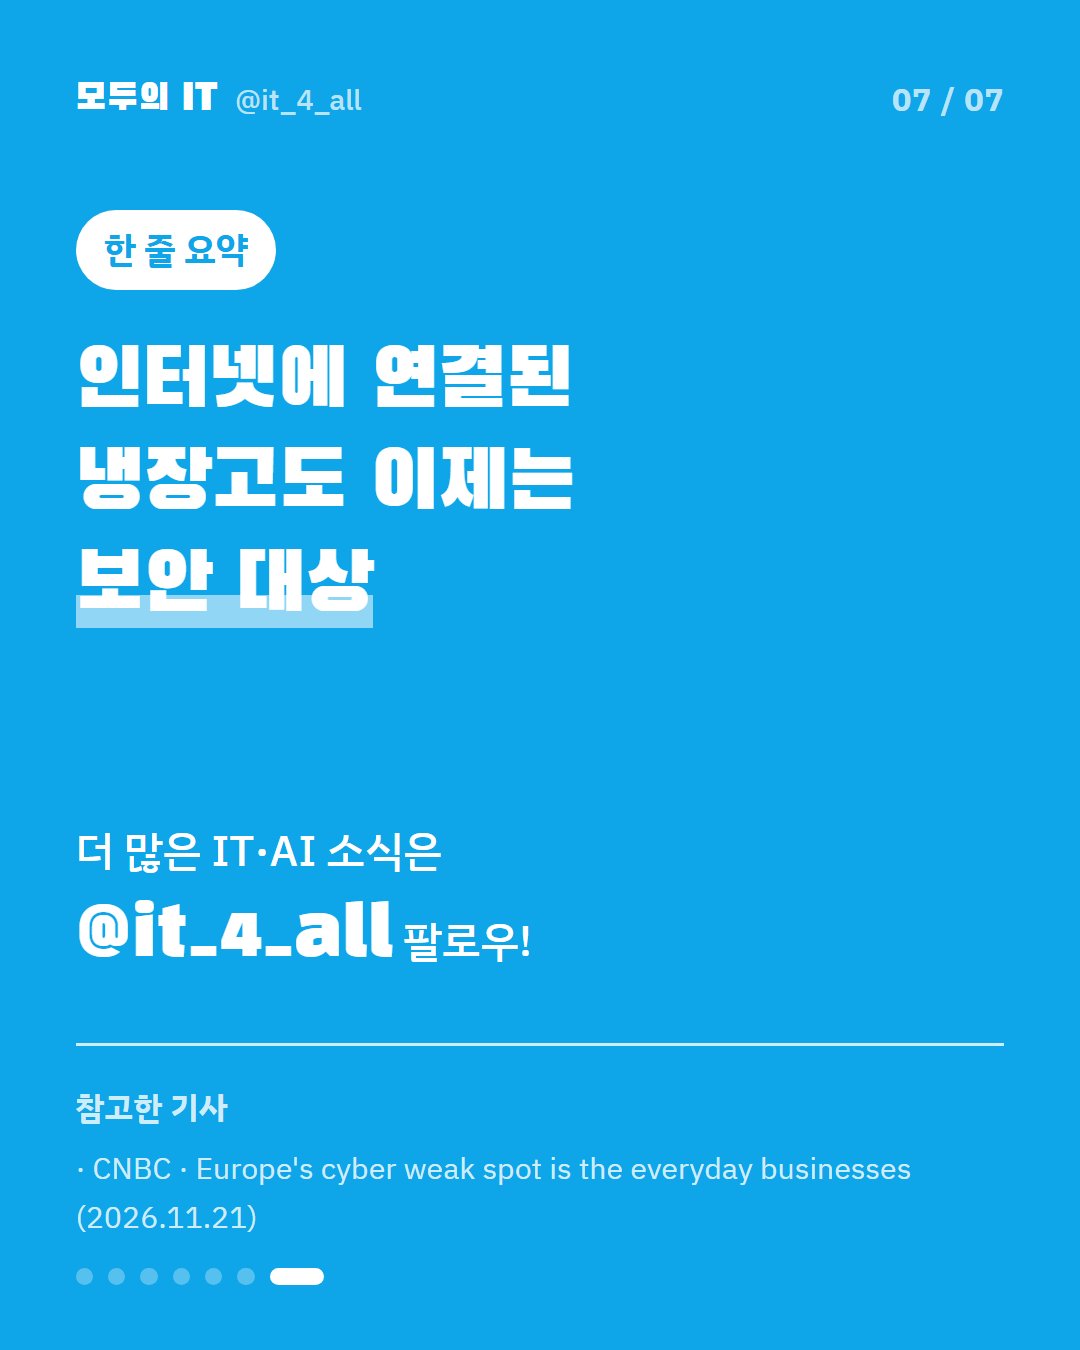 모두의 IT @it_4_all
07 / 07
한 줄 요약
인터넷에 연결된
냉장고도 이제는
보안 대상
더 많은 IT·AI 소식은
@it_4_all 팔로우!
참고한 기사
· CNBC · Europe's cyber weak spot is the everyday businesses
(2026.11.21)